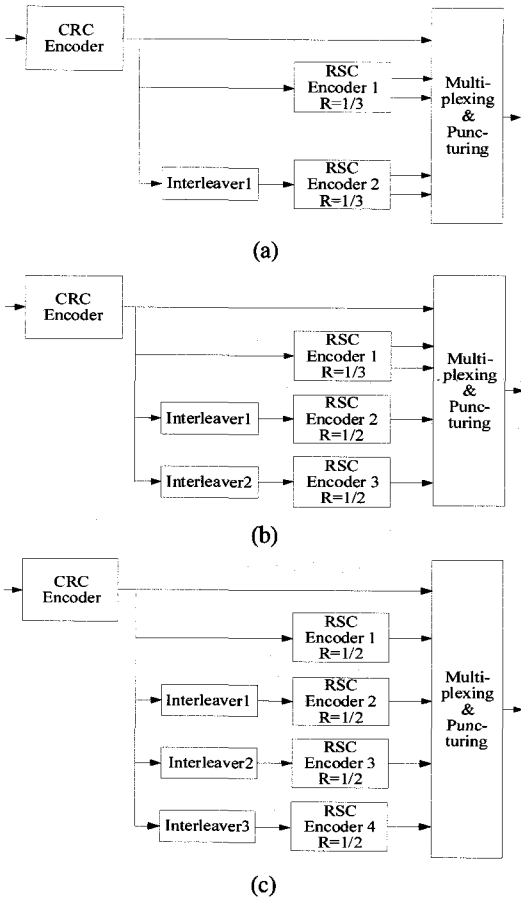 CRC
Encoder
RSC
Encoder 1
R=1/3
Multi-
plexing
&
Punc-
turing
Interleaver1
RSC
Encoder 2
R=1/3
(a)
CRC
Encoder
RSC
Encoder 1
R=1/3
Multi-
plexing
&
Punc-
turing
Interleaver1
RSC
Encoder 2
R=1/2
Interleaver2
RSC
Encoder 3
R=1/2
(b)
CRC
Encoder
RSC
Encoder 1
R=1/2
Multi-
plexing
&
Punc-
turing
Interleaver1
RSC
Encoder 2
R=1/2
Interleaver2
RSC
Encoder 3
R=1/2
Interleaver3
RSC
Encoder 4
R=1/2
(c)